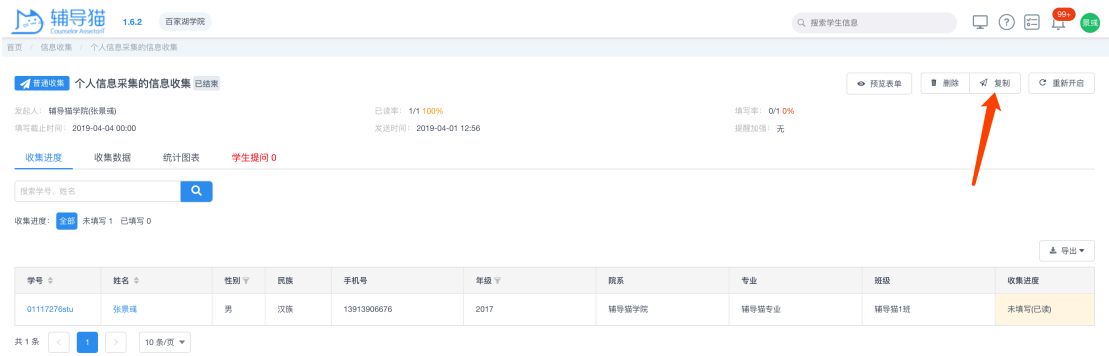 辅导猫 1.6.2 百家湖学院 搜索学生信息 99+ 景彧
Counselor Assistant
首页 / 信息收集 / 个人信息采集的信息收集
普通收集 个人信息采集的信息收集 已结束 预览表单 删除 复制 重新开启
发起人: 辅导猫学院(张景彧) 已读率: 1/1 100% 填写率: 0/1 0%
填写截止时间: 2019-04-04 00:00 发送时间: 2019-04-01 12:56 提醒加强: 无
收集进度 收集数据 统计图表 学生提问 0
搜索学号、姓名
收集进度: 全部 未填写 1 已填写 0
导出
学号 姓名 性别 民族 手机号 年级 院系 专业 班级 收集进度
01117276stu 张景彧 男 汉族 13913906676 2017 辅导猫学院 辅导猫专业 辅导猫1班 未填写(已读)
共 1 条 < 1 > 10 条/页